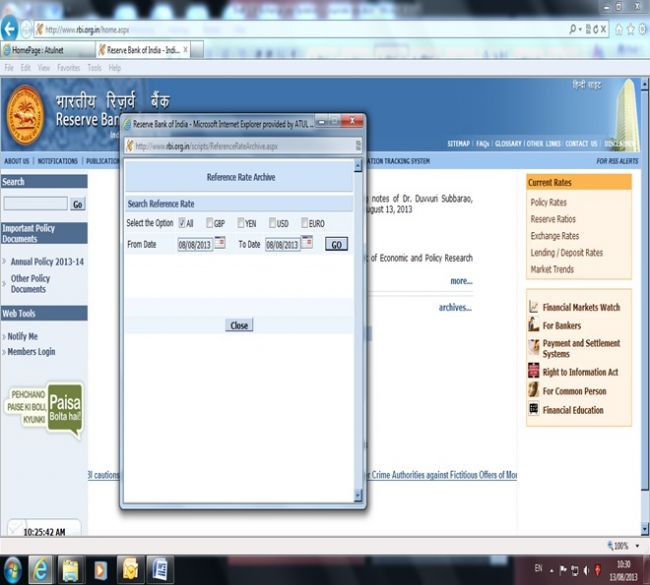 http://www.rbi.org.in/home.aspx
HomePage : Atulnet
Reserve Bank of India - Indi...
File Edit View Favorites Tools Help
हिन्दी साइट
भारतीय रिज़र्व बैंक
Reserve Ban
SITEMAP | FAQs | GLOSSARY | OTHER LINKS | CONTACT US | DISCLAIMER
ABOUT US | NOTIFICATIONS | PUBLICATION
ATION TRACKING SYSTEM
FOR RSS ALERTS
Search
Go
Important Policy
Documents
Annual Policy 2013-14
Other Policy
Documents
Web Tools
Notify Me
Members Login
PEHCHANO
PAISE KI BOLI,
KYUNKI
Paisa
Bolta hai!
10:25:42 AM
Reserve Bank of India - Microsoft Internet Explorer provided by ATUL ...
http://www.rbi.org.in/scripts/ReferenceRateArchive.aspx
Reference Rate Archive
Search Reference Rate
Select the Option All GBP YEN USD EURO
From Date 08/08/2013 To Date 08/08/2013 GO
Close
notes of Dr. Duvvuri Subbarao,
ugust 13, 2013
of Economic and Policy Research
more...
archives...
BI cautions
er Crime Authorities against Fictitious Offers of Mon
Current Rates
Policy Rates
Reserve Ratios
Exchange Rates
Lending / Deposit Rates
Market Trends
Financial Markets Watch
For Bankers
Payment and Settlement
Systems
Right to Information Act
For Common Person
Financial Education
100%
EN
10:30
13/08/2013